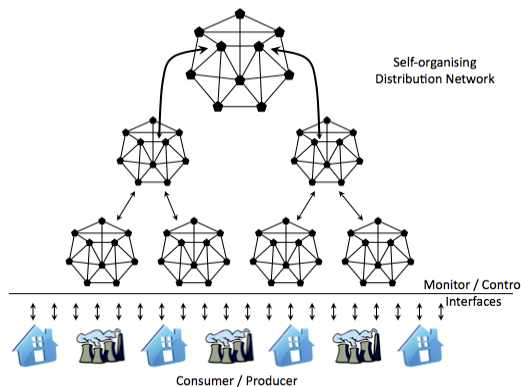 Self-organising
Distribution Network
Monitor / Contro
Interfaces
Consumer / Producer